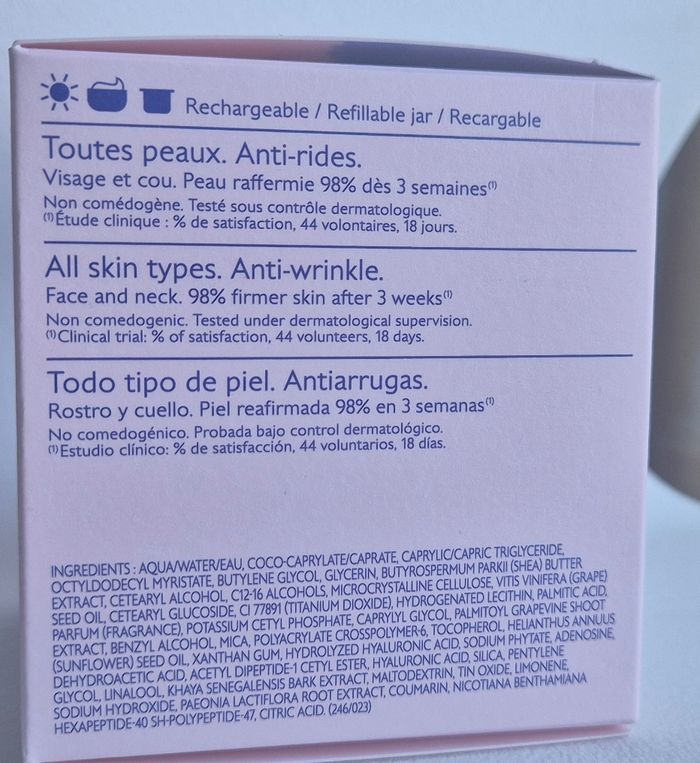 Rechargeable / Refillable jar / Recargable
Toutes peaux. Anti-rides.
Visage et cou. Peau raffermie 98% dès 3 semaines(1)
Non comédogène. Testé sous contrôle dermatologique.
(1)Étude clinique : % de satisfaction, 44 volontaires, 18 jours.
All skin types. Anti-wrinkle.
Face and neck. 98% firmer skin after 3 weeks(1)
Non comedogenic. Tested under dermatological supervision.
(1)Clinical trial: % of satisfaction, 44 volunteers, 18 days.
Todo tipo de piel. Antiarrugas.
Rostro y cuello. Piel reafirmada 98% en 3 semanas(1)
No comedogénico. Probada bajo control dermatológico.
(1)Estudio clínico: % de satisfacción, 44 voluntarios, 18 días.
INGREDIENTS : AQUA/WATER/EAU, COCO-CAPRYLATE/CAPRATE, CAPRYLIC/CAPRIC TRIGLYCERIDE,
OCTYLDODECYL MYRISTATE, BUTYLENE GLYCOL, GLYCERIN, BUTYROSPERMUM PARKII (SHEA) BUTTER
EXTRACT, CETEARYL ALCOHOL, C12-16 ALCOHOLS, MICROCRYSTALLINE CELLULOSE, VITIS VINIFERA (GRAPE)
SEED OIL, CETEARYL GLUCOSIDE, CI 77891 (TITANIUM DIOXIDE), HYDROGENATED LECITHIN, PALMITIC ACID,
PARFUM (FRAGRANCE), POTASSIUM CETYL PHOSPHATE, CAPRYLYL GLYCOL, PALMITOYL GRAPEVINE SHOOT
EXTRACT, BENZYL ALCOHOL, MICA, POLYACRYLATE CROSSPOLYMER-6, TOCOPHEROL, HELIANTHUS ANNUUS
(SUNFLOWER) SEED OIL, XANTHAN GUM, HYDROLYZED HYALURONIC ACID, SODIUM PHYTATE, ADENOSINE,
DEHYDROACETIC ACID, ACETYL DIPEPTIDE-1 CETYL ESTER, HYALURONIC ACID, SILICA, PENTYLENE
GLYCOL, LINALOOL, KHAYA SENEGALENSIS BARK EXTRACT, MALTODEXTRIN, TIN OXIDE, LIMONENE,
SODIUM HYDROXIDE, PAEONIA LACTIFLORA ROOT EXTRACT, COUMARIN, NICOTIANA BENTHAMIANA
HEXAPEPTIDE-40 SH-POLYPEPTIDE-47, CITRIC ACID. (246/023)